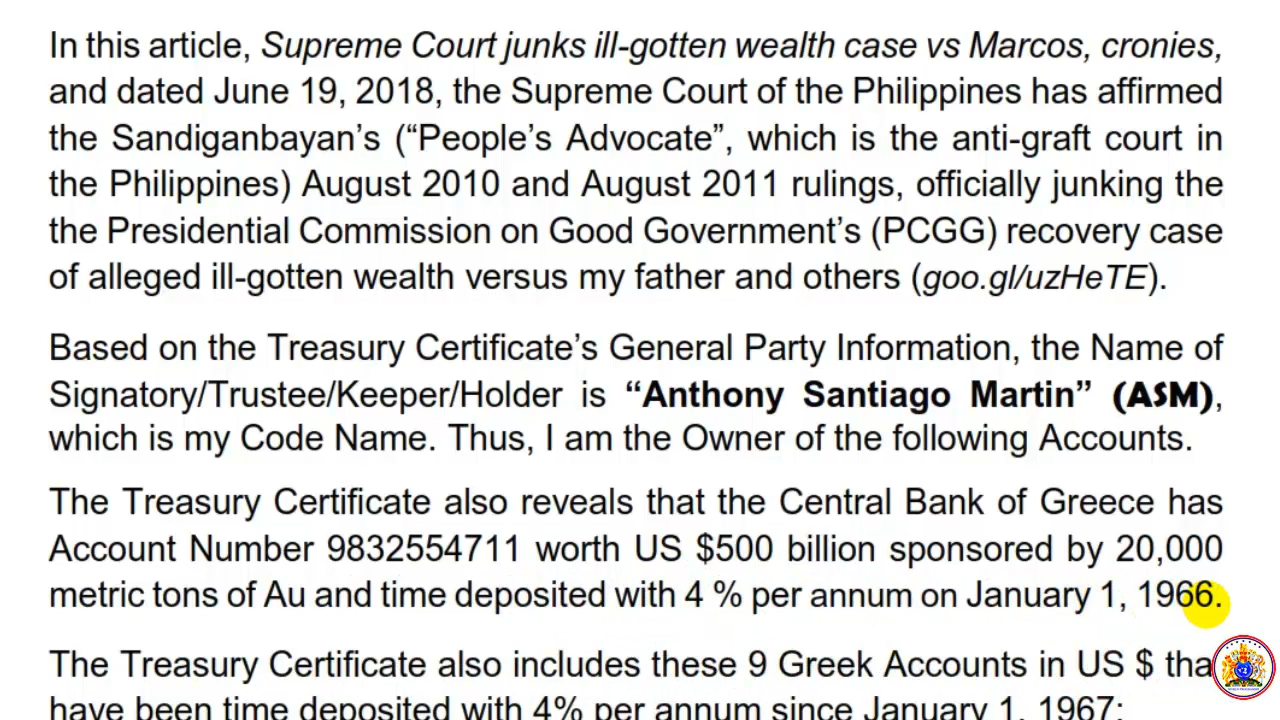 In this article, Supreme Court junks ill-gotten wealth case vs Marcos, cronies,
and dated June 19, 2018, the Supreme Court of the Philippines has affirmed
the Sandiganbayan’s (“People’s Advocate”, which is the anti-graft court in
the Philippines) August 2010 and August 2011 rulings, officially junking the
the Presidential Commission on Good Government’s (PCGG) recovery case
of alleged ill-gotten wealth versus my father and others (goo.gl/uzHeTE).
Based on the Treasury Certificate’s General Party Information, the Name of
Signatory/Trustee/Keeper/Holder is “Anthony Santiago Martin” (ASM),
which is my Code Name. Thus, I am the Owner of the following Accounts.
The Treasury Certificate also reveals that the Central Bank of Greece has
Account Number 9832554711 worth US $500 billion sponsored by 20,000
metric tons of Au and time deposited with 4 % per annum on January 1, 1966.
The Treasury Certificate also includes these 9 Greek Accounts in US $ tha
have been time deposited with 4% per annum since January 1, 1967: